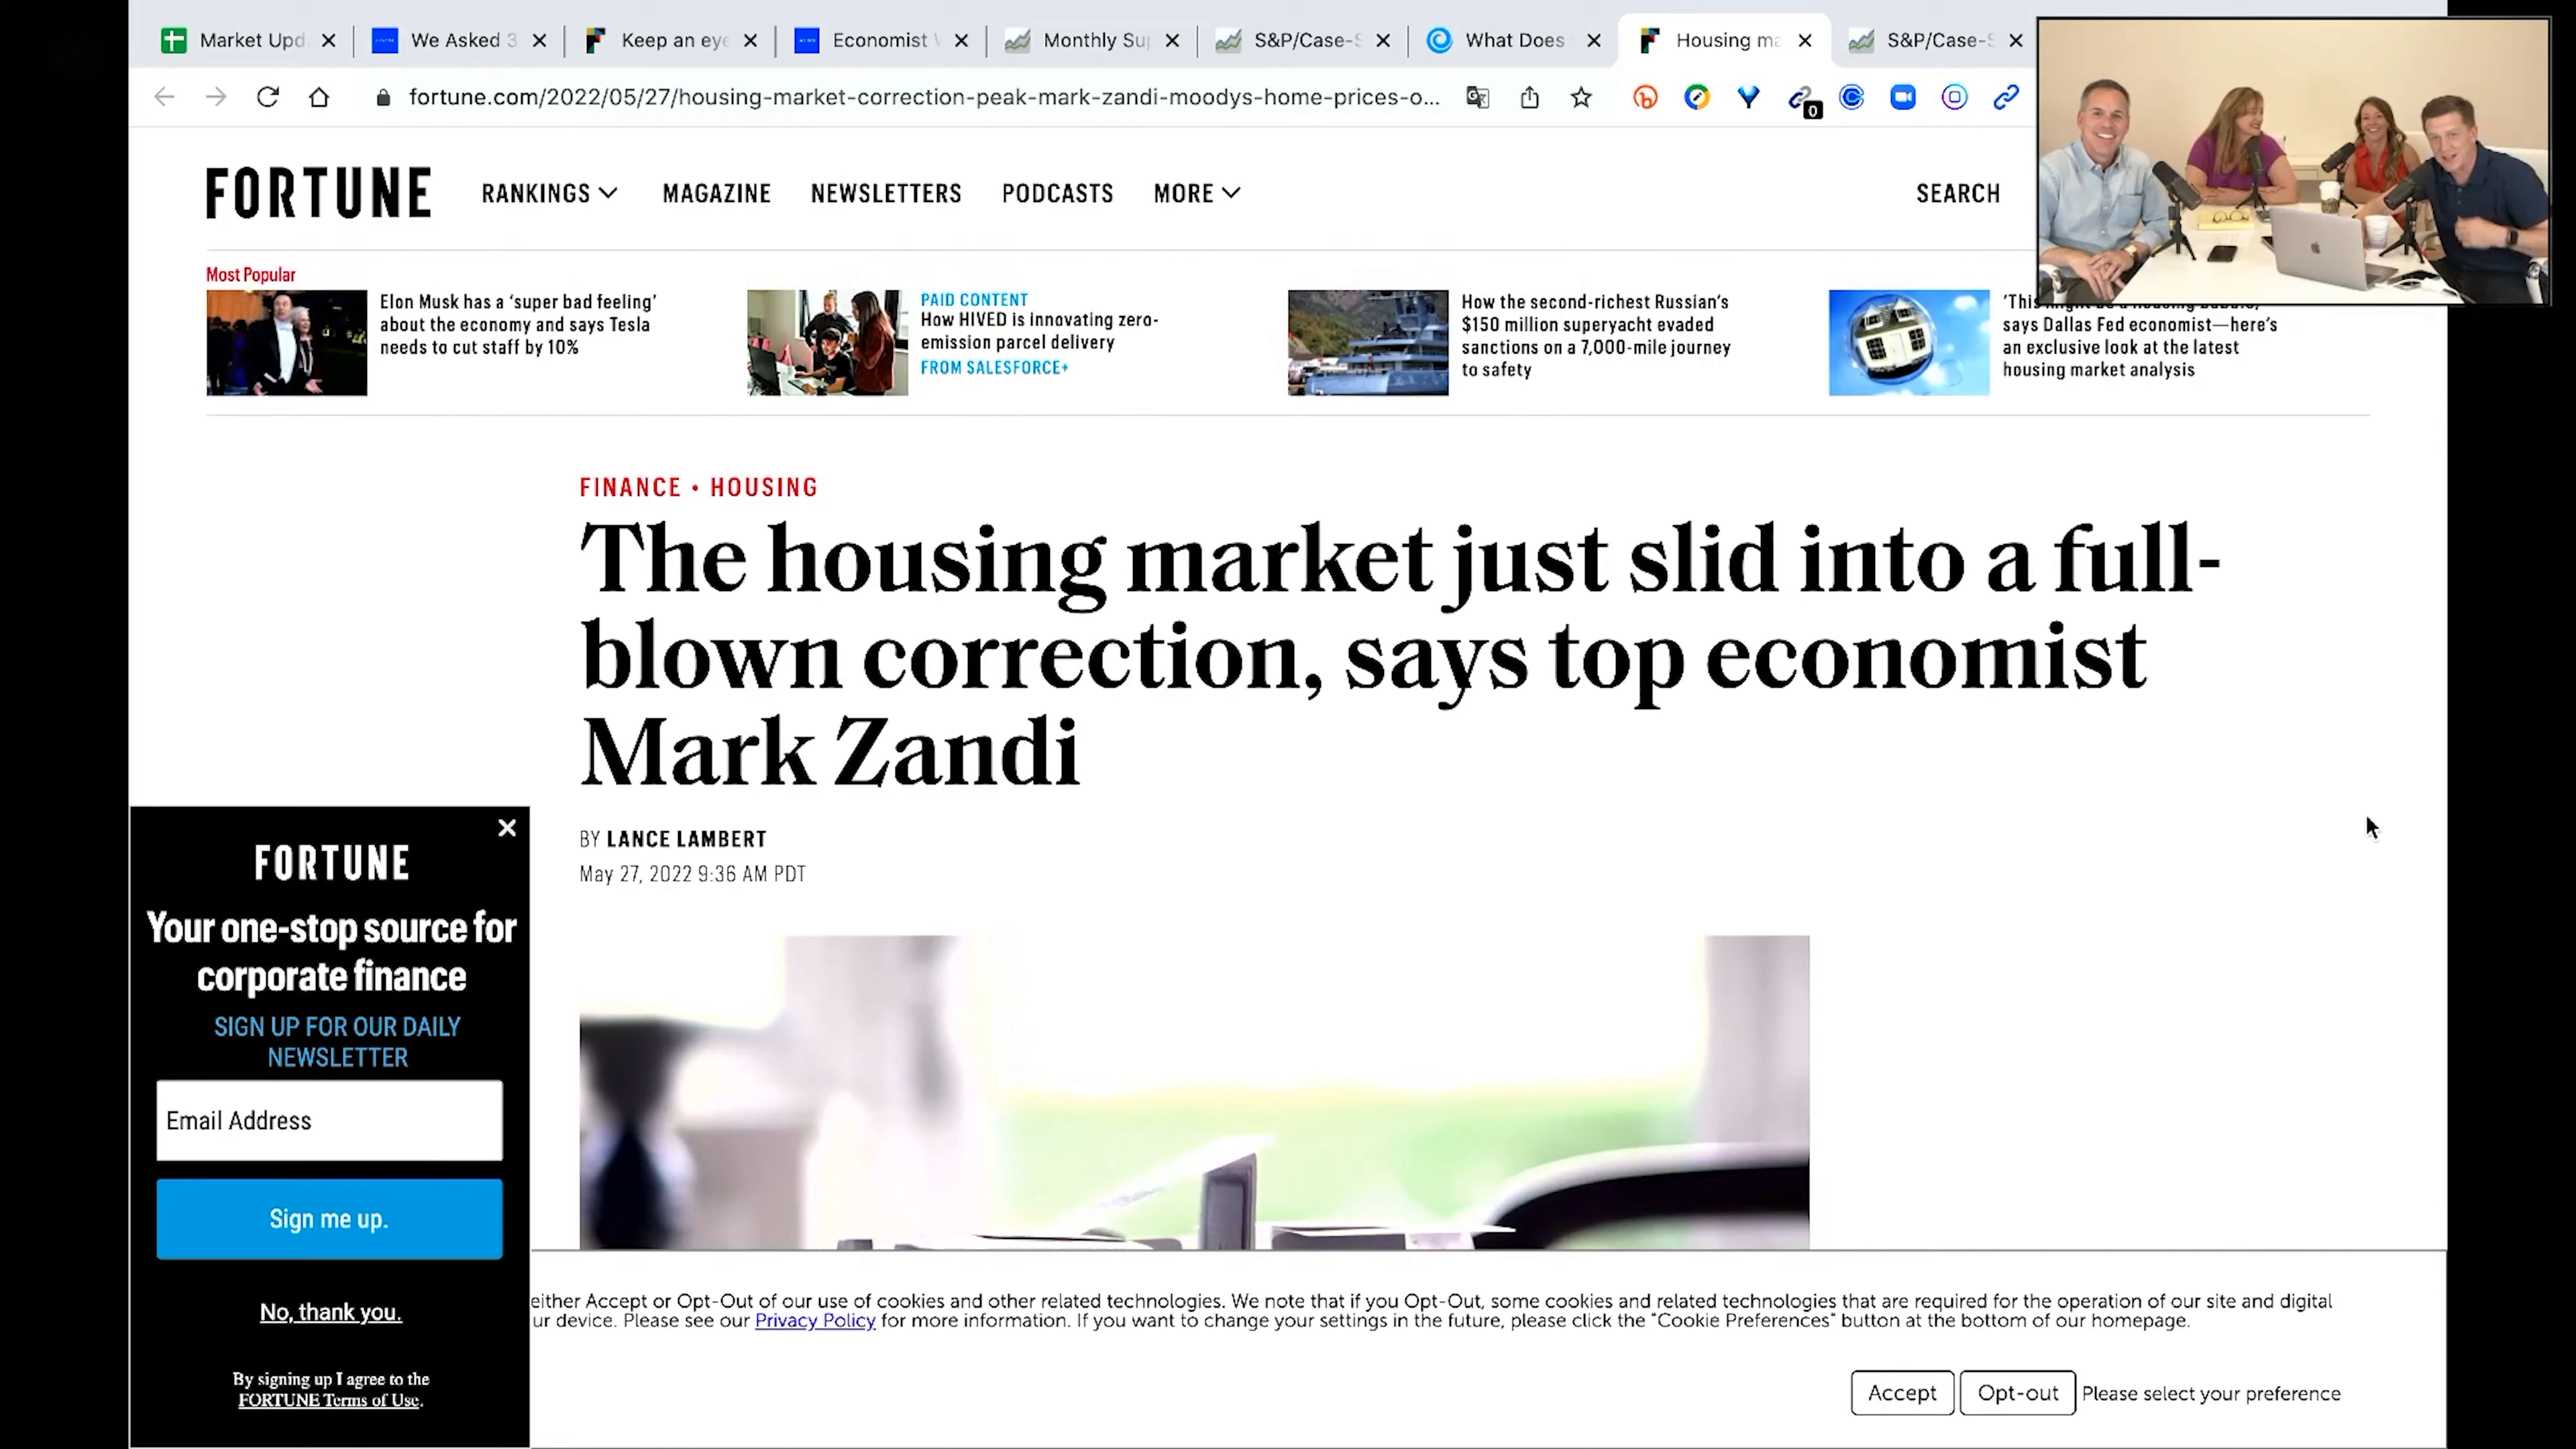 Market Upd
We Asked 3
Keep an eye
Economist
Monthly Su
S&P/Case-S
What Does
Housing ma
S&P/Case-S
fortune.com/2022/05/27/housing-market-correction-peak-mark-zandi-moodys-home-prices-o...
0
FORTUNE
RANKINGS
MAGAZINE
NEWSLETTERS
PODCASTS
MORE
SEARCH
Most Popular
Elon Musk has a ‘super bad feeling’
about the economy and says Tesla
needs to cut staff by 10%
PAID CONTENT
How HIVED is innovating zero-
emission parcel delivery
FROM SALESFORCE+
How the second-richest Russian’s
$150 million superyacht evaded
sanctions on a 7,000-mile journey
to safety
‘This might be a housing bubble,’
says Dallas Fed economist—here’s
an exclusive look at the latest
housing market analysis
FINANCE • HOUSING
The housing market just slid into a full-
blown correction, says top economist
Mark Zandi
BY LANCE LAMBERT
May 27, 2022 9:36 AM PDT
FORTUNE
Your one-stop source for
corporate finance
SIGN UP FOR OUR DAILY
NEWSLETTER
Email Address
Sign me up.
No, thank you.
By signing up I agree to the
FORTUNE Terms of Use.
either Accept or Opt-Out of our use of cookies and other related technologies. We note that if you Opt-Out, some cookies and related technologies that are required for the operation of our site and digital
ur device. Please see our Privacy Policy for more information. If you want to change your settings in the future, please click the "Cookie Preferences" button at the bottom of our homepage.
Accept
Opt-out
Please select your preference